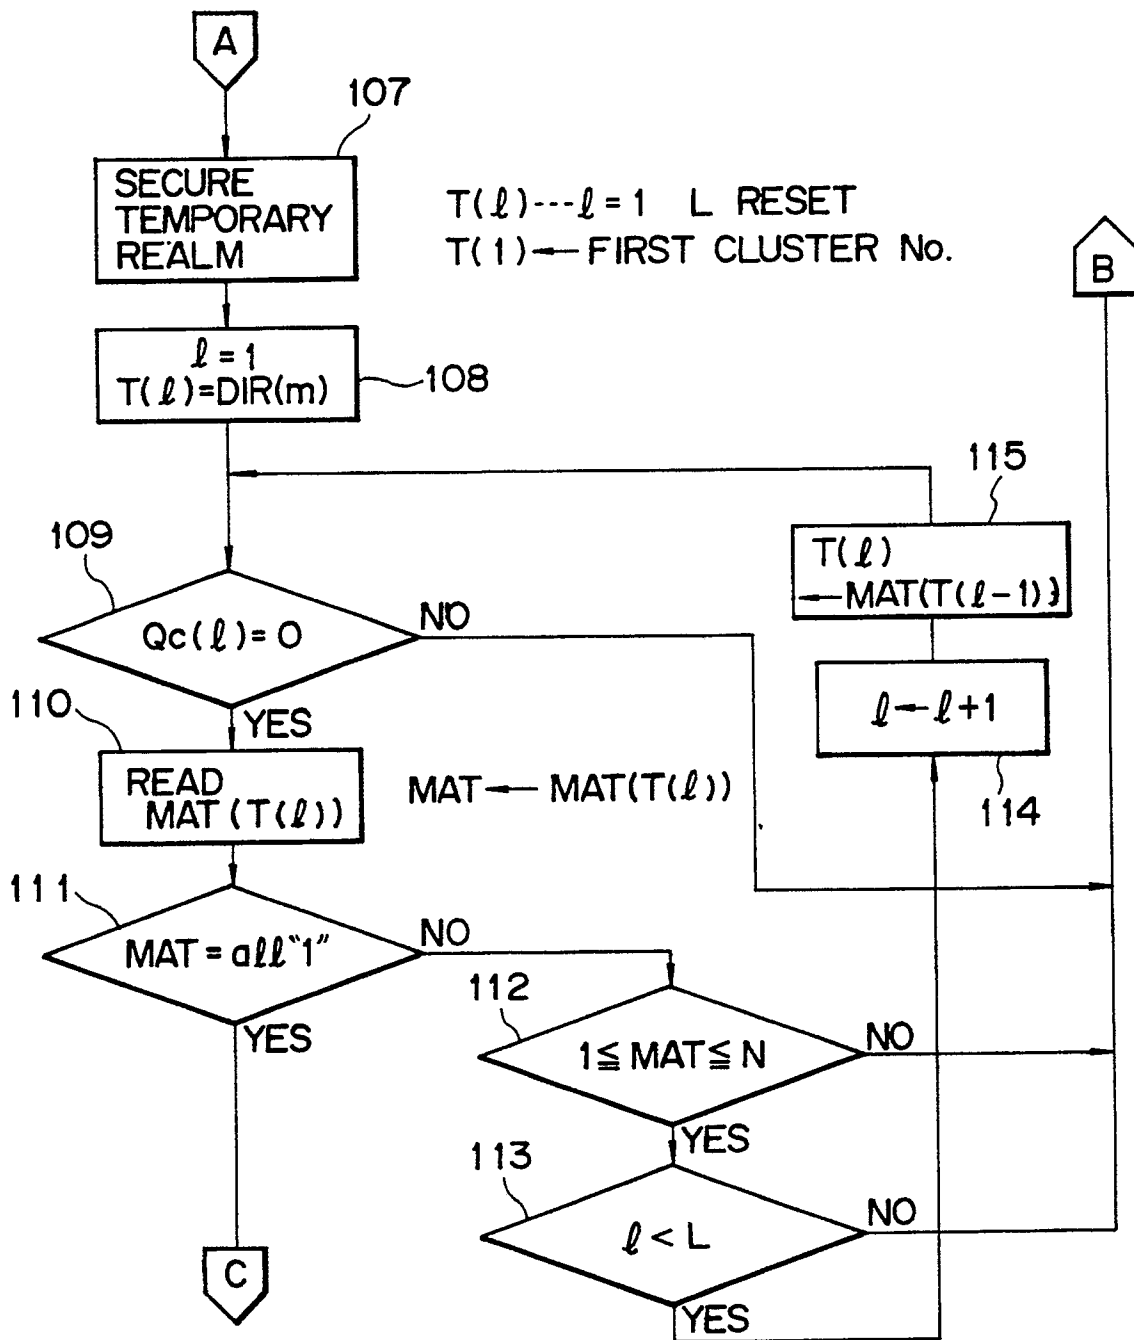 A
107
SECURE
TEMPORARY
REALM
T(ℓ)---ℓ=1 L RESET
T(1)←FIRST CLUSTER No.
B
ℓ=1
T(ℓ)=DIR(m)
108
115
T(ℓ)
←MAT(T(ℓ-1))
109
Qc(ℓ)=0
NO
YES
ℓ←ℓ+1
114
110
READ
MAT(T(ℓ))
MAT←MAT(T(ℓ))
111
MAT=all"1"
NO
YES
112
1≦MAT≦N
NO
YES
113
ℓ<L
NO
YES
C